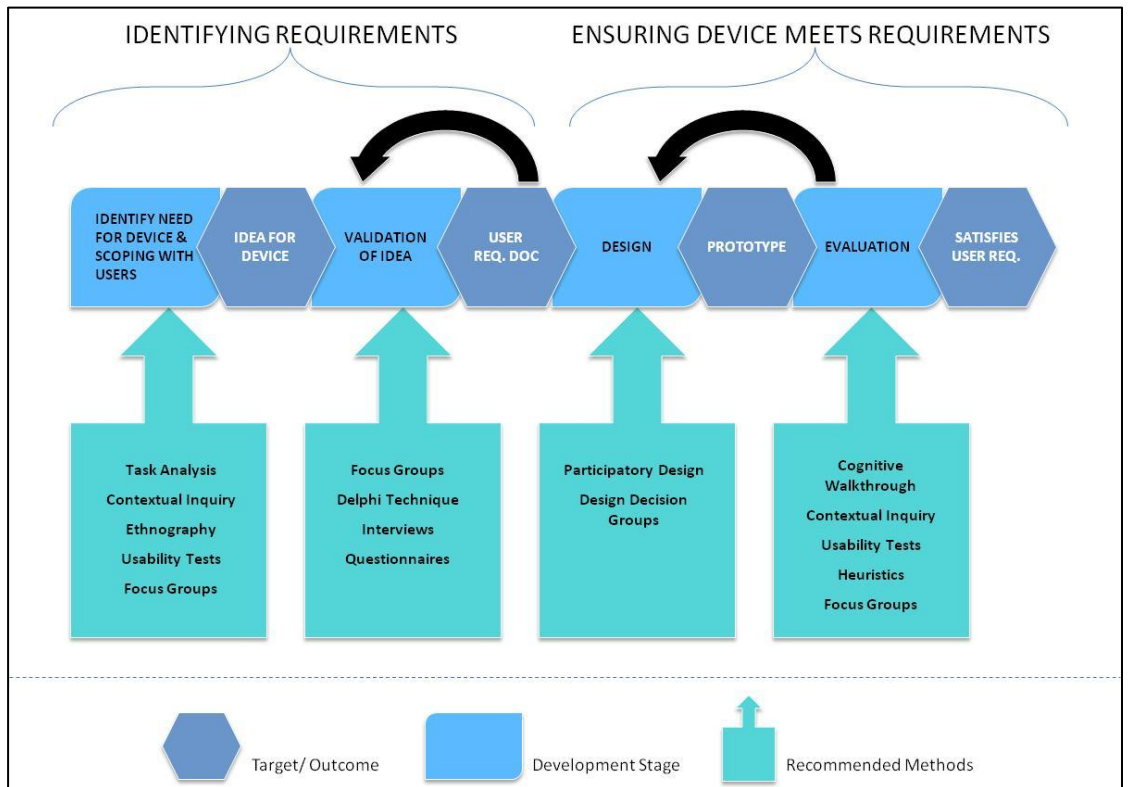 IDENTIFYING REQUIREMENTS
ENSURING DEVICE MEETS REQUIREMENTS
IDENTIFY NEED
FOR DEVICE &
SCOPING WITH
USERS
IDEA FOR
DEVICE
VALIDATION
OF IDEA
USER
REQ. DOC
DESIGN
PROTOTYPE
EVALUATION
SATISFIES
USER REQ.
Task Analysis
Contextual Inquiry
Ethnography
Usability Tests
Focus Groups
Focus Groups
Delphi Technique
Interviews
Questionnaires
Participatory Design
Design Decision
Groups
Cognitive
Walkthrough
Contextual Inquiry
Usability Tests
Heuristics
Focus Groups
Target/ Outcome
Development Stage
Recommended Methods